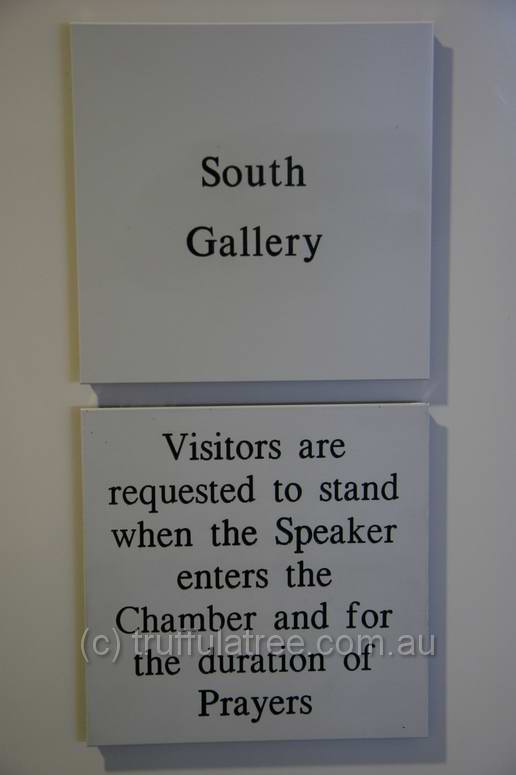 South
Gallery
Visitors are
requested to stand
when the Speaker
enters the
Chamber and for
(c) truffulatree.com.au
the duration of
Prayers